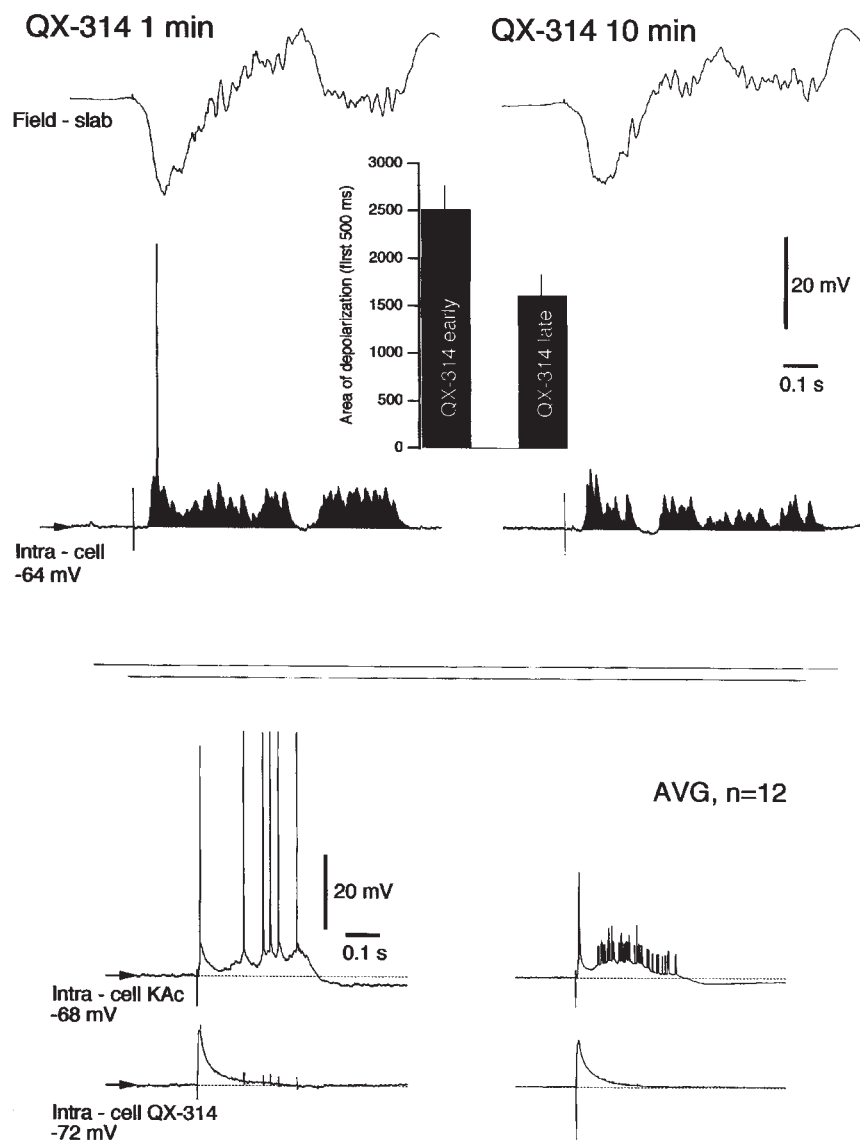 QX-314 1 min
QX-314 10 min
Field - slab
Area of depolarization (first 500 ms)
3000
2500
2000
1500
1000
500
0
QX-314 early
QX-314 late
20 mV
0.1 s
Intra - cell
-64 mV
AVG, n=12
20 mV
0.1 s
Intra - cell KAc
-68 mV
Intra - cell QX-314
-72 mV